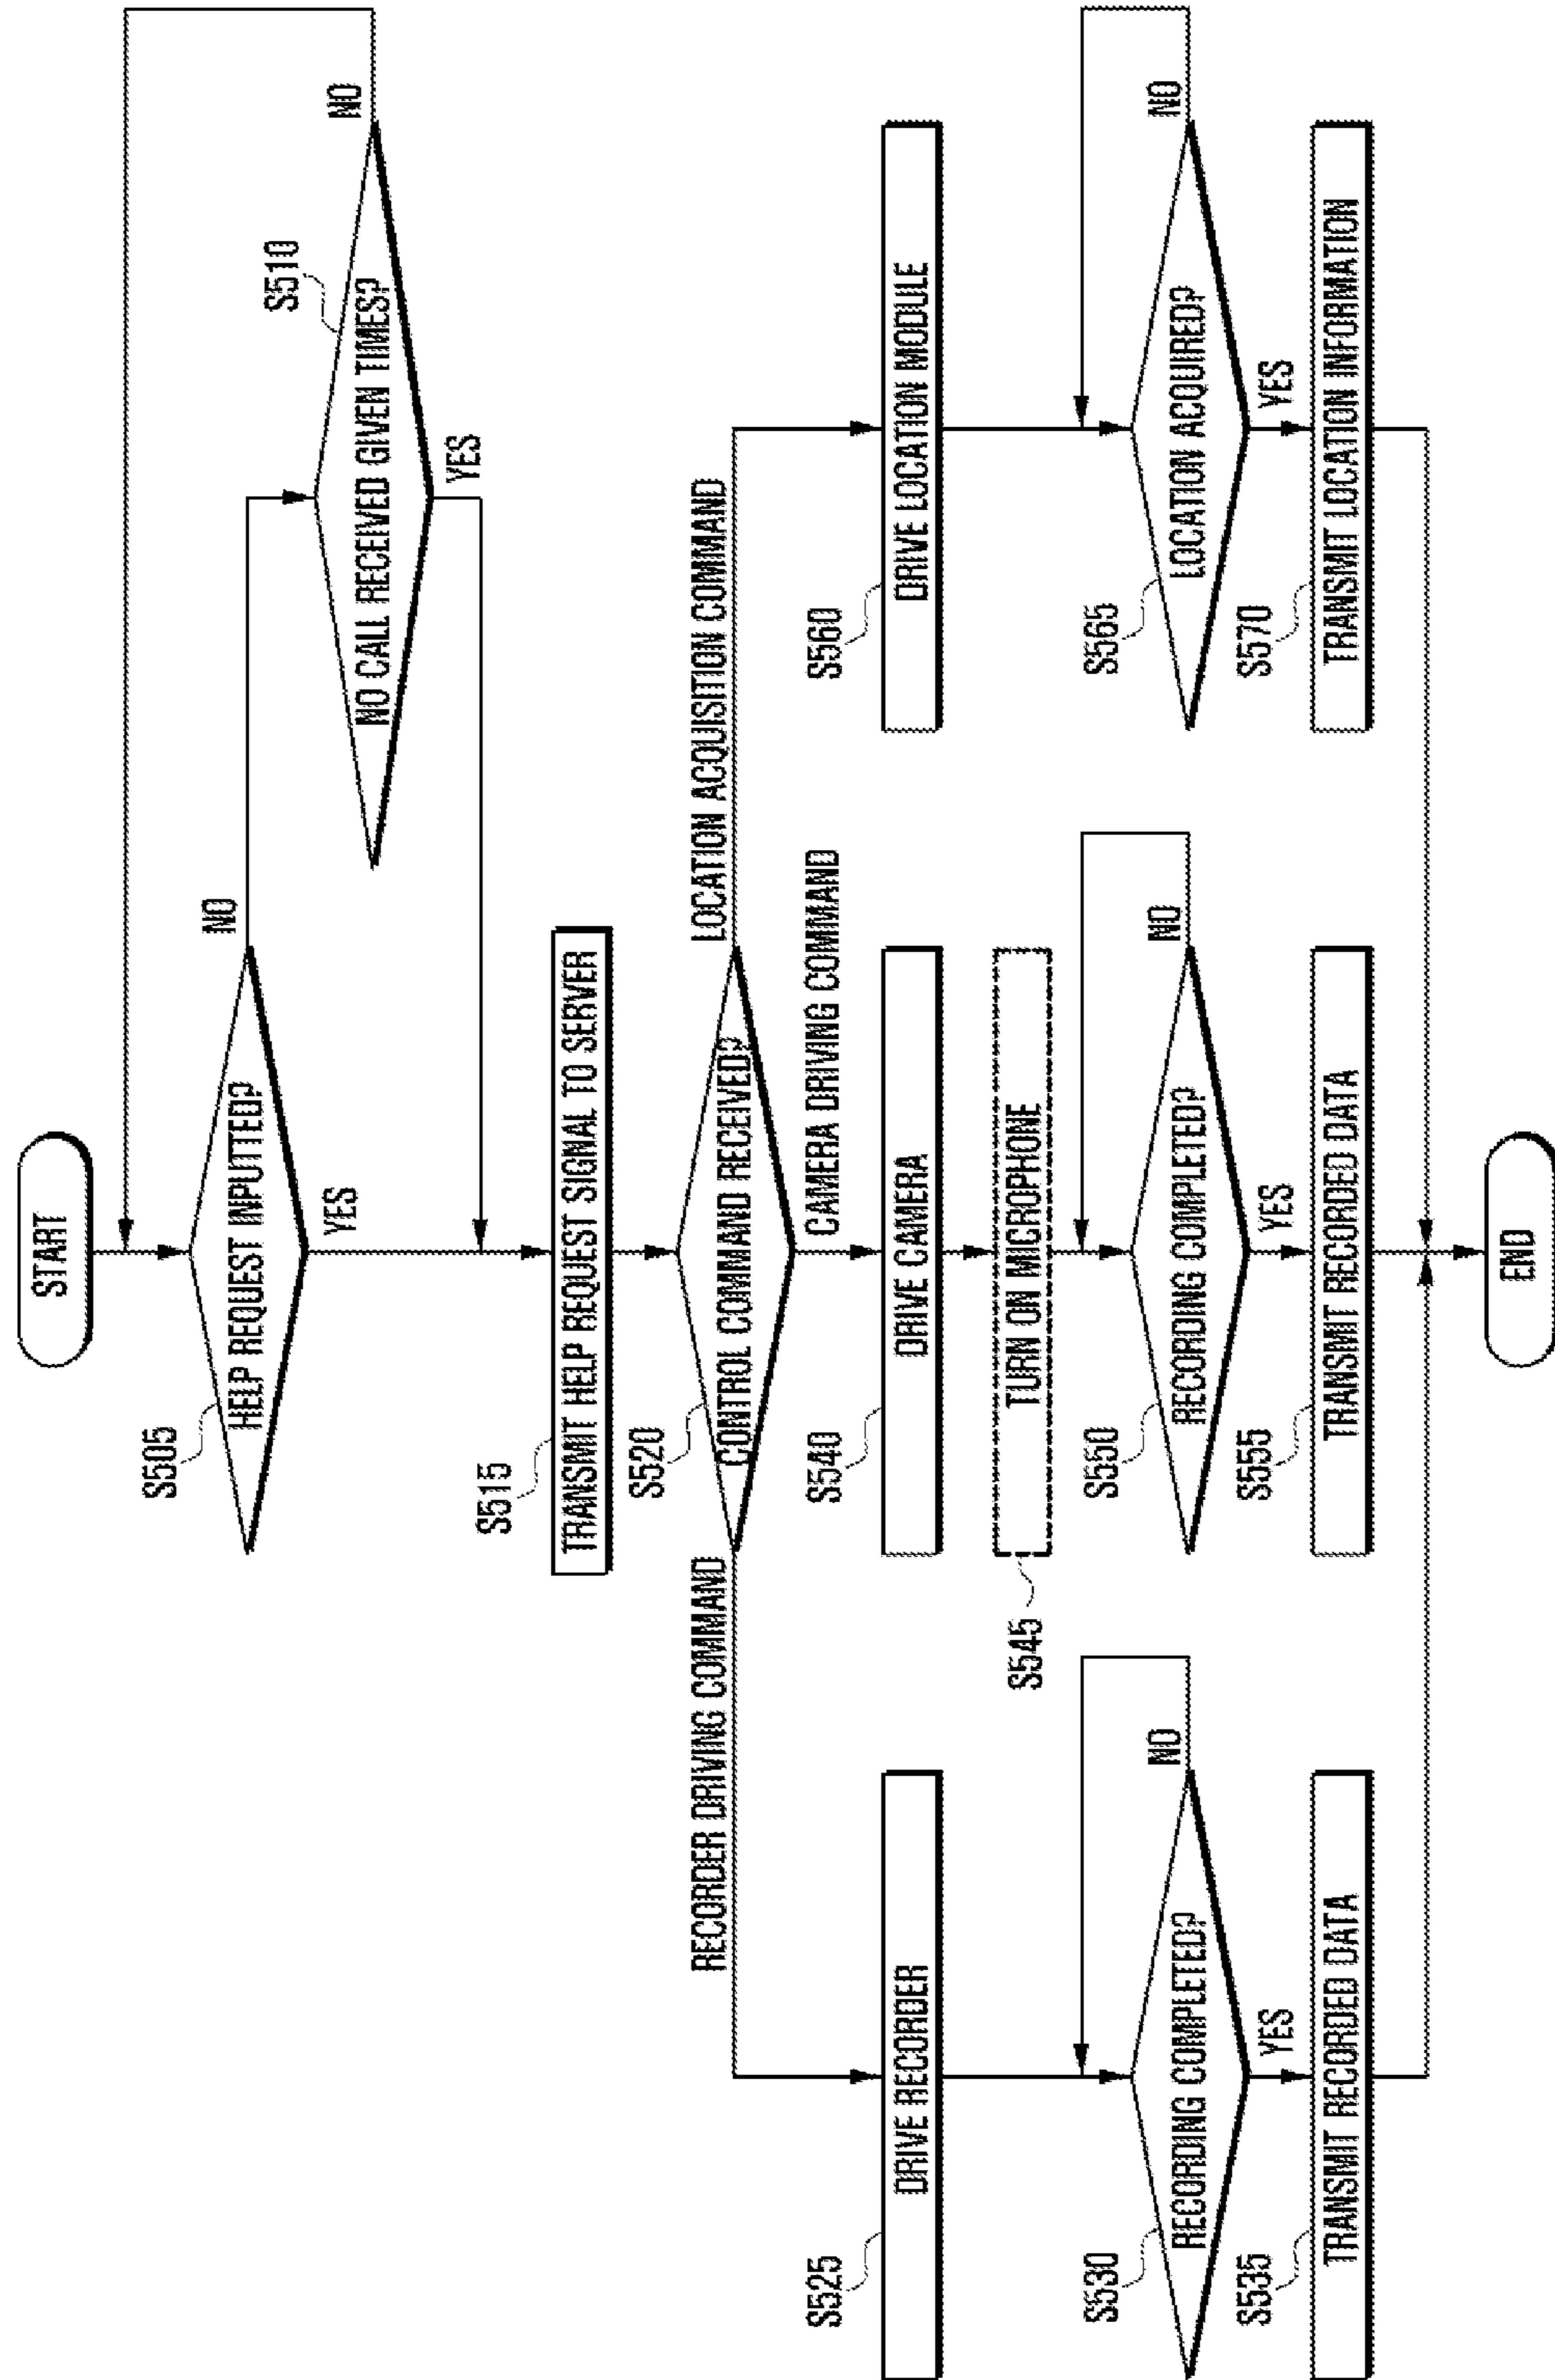 START
S505
HELP REQUEST INPUTTED?
NO
YES
S510
NO CALL RECEIVED GIVEN TIMES?
NO
YES
S515
TRANSMIT HELP REQUEST SIGNAL TO SERVER
S520
CONTROL COMMAND RECEIVED?
RECORDER DRIVING COMMAND
CAMERA DRIVING COMMAND
LOCATION ACQUISITION COMMAND
S525
DRIVE RECORDER
S530
RECORDING COMPLETED?
NO
YES
S535
TRANSMIT RECORDED DATA
S540
DRIVE CAMERA
TURN ON MICROPHONE
S545
S550
RECORDING COMPLETED?
NO
YES
S555
TRANSMIT RECORDED DATA
S560
DRIVE LOCATION MODULE
S565
LOCATION ACQUIRED?
NO
YES
S570
TRANSMIT LOCATION INFORMATION
END